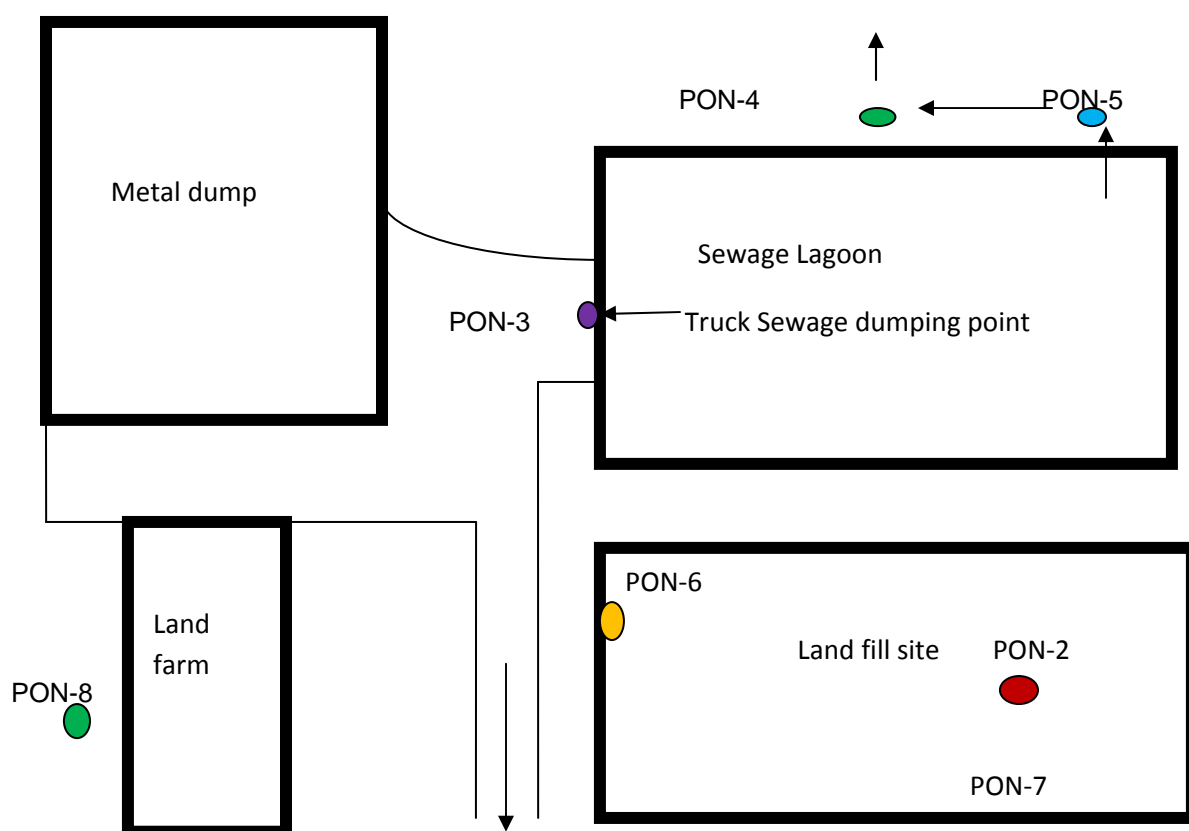 PON-4
PON-5
Metal dump
Sewage Lagoon
PON-3
Truck Sewage dumping point
PON-6
Land
farm
Land fill site
PON-2
PON-8
PON-7